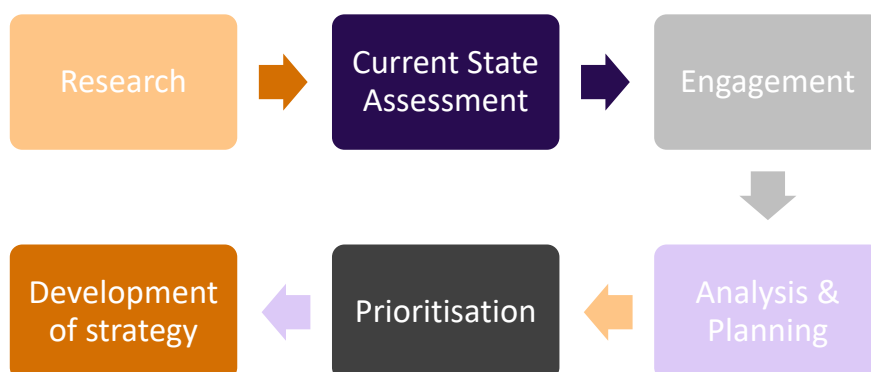 Research
Current State
Assessment
Engagement
Analysis &
Planning
Prioritisation
Development
of strategy